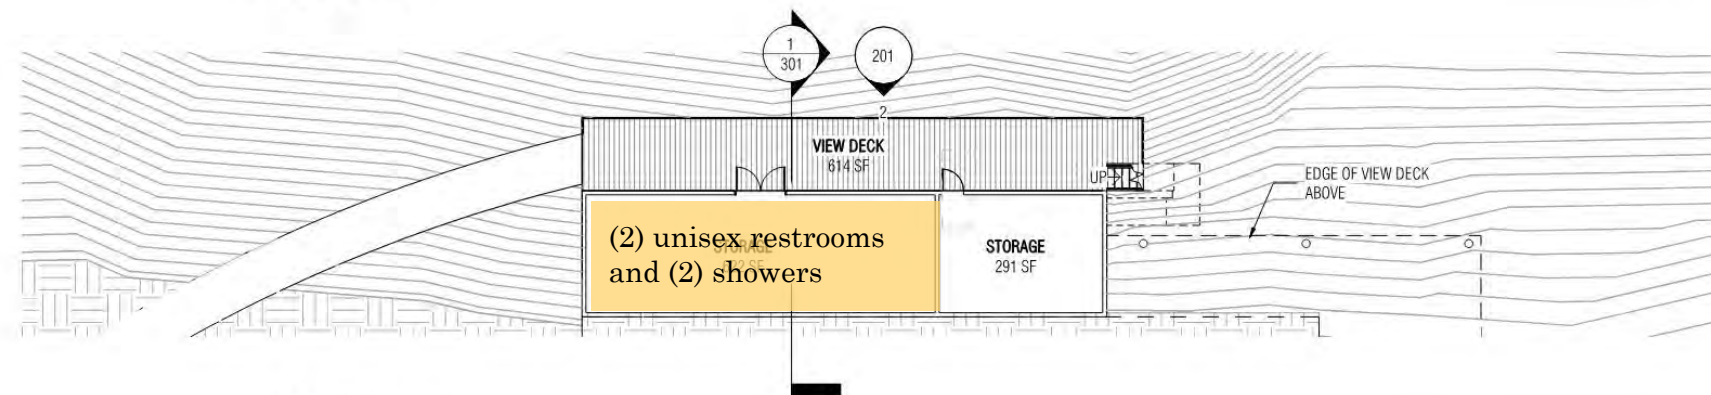 1
301
201
2
VIEW DECK
614 SF
UP
EDGE OF VIEW DECK
ABOVE
(2) unisex restrooms
and (2) showers
STORAGE
STORAGE
291 SF